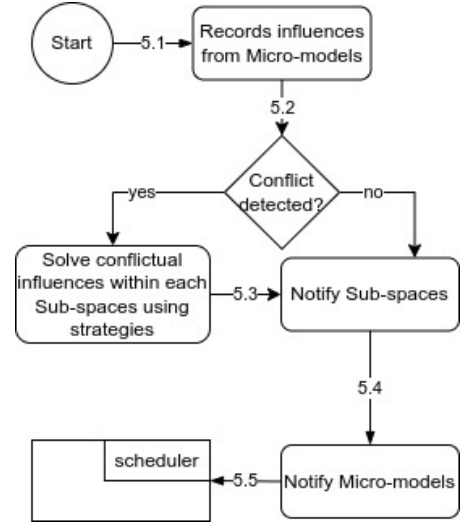 Start
5.1
Records influences
from Micro-models
5.2
Conflict
detected?
yes
no
Solve conflictual
influences within each
Sub-spaces using
strategies
5.3
Notify Sub-spaces
5.4
scheduler
5.5
Notify Micro-models